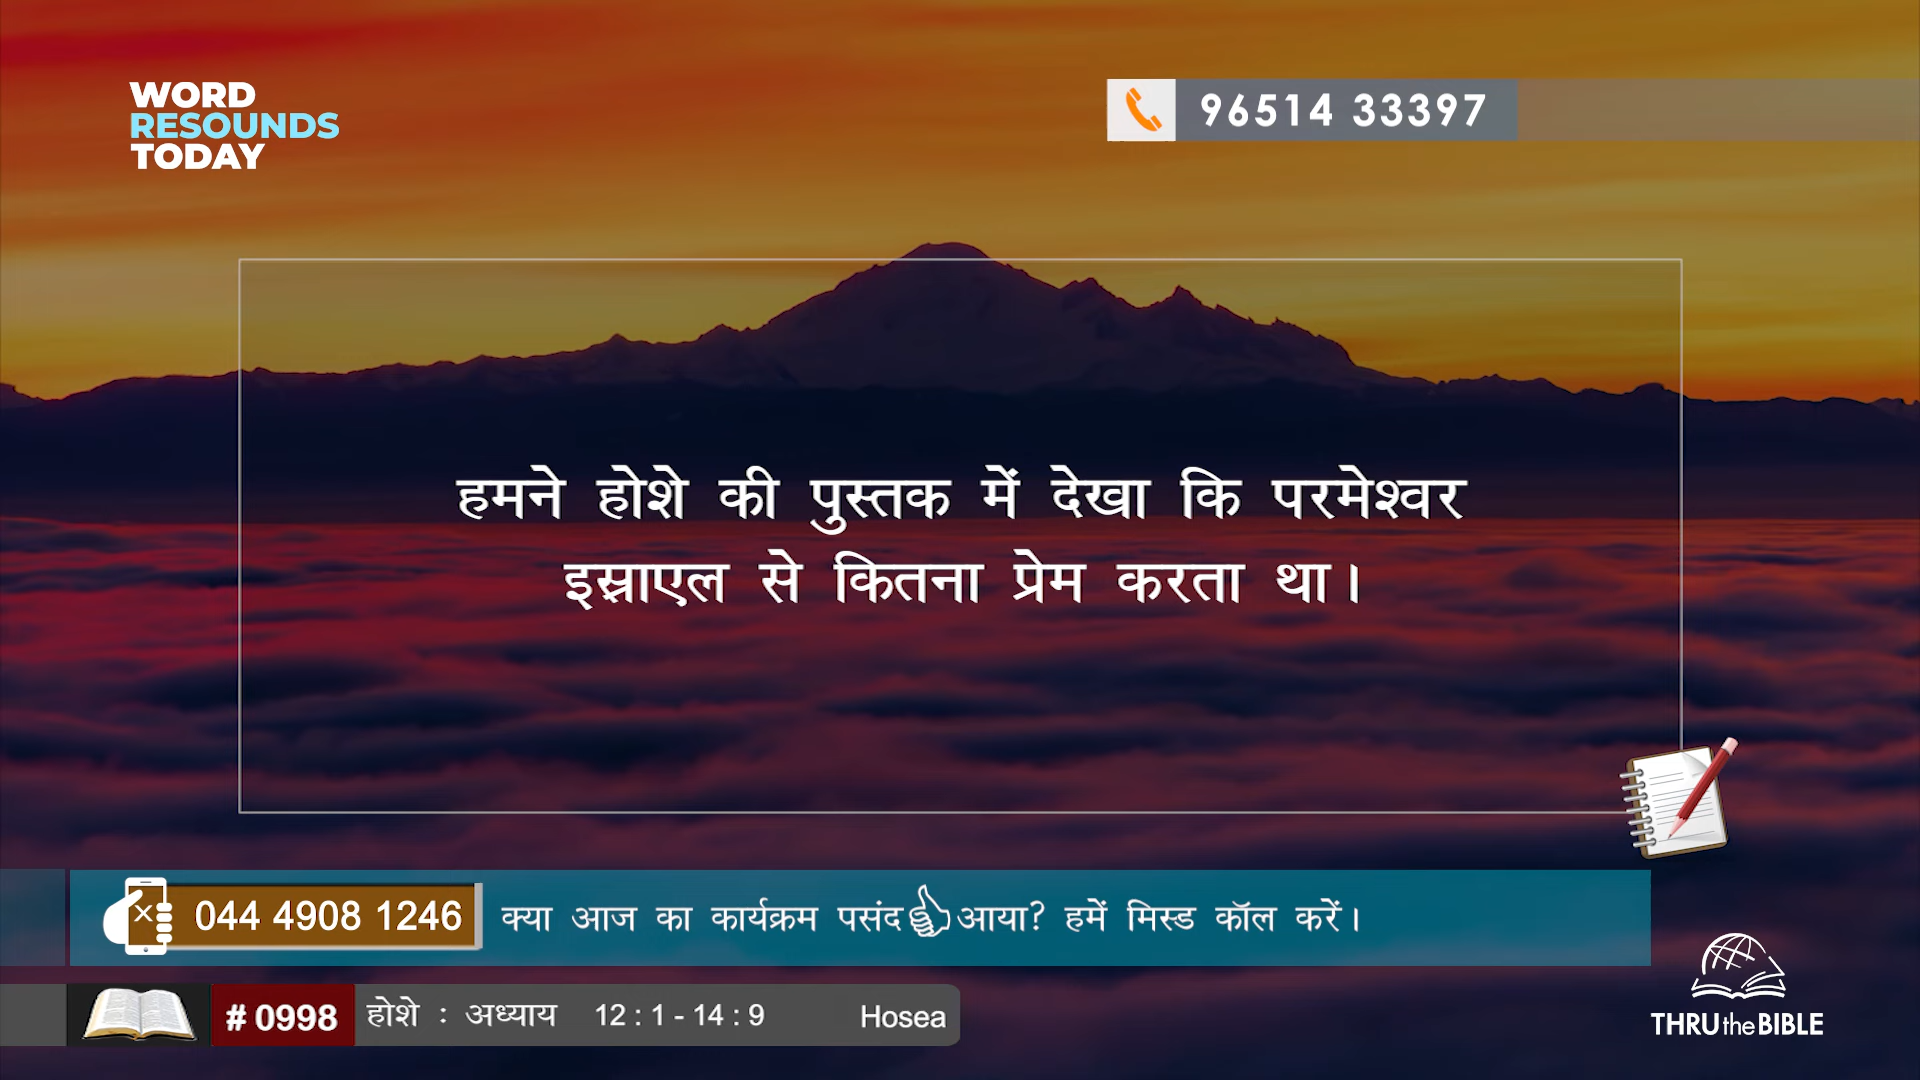 WORD
RESOUNDS
TODAY
96514 33397
हमने होशे की पुस्तक में देखा कि परमेश्वर
इस्राएल से कितना प्रेम करता था।
044 4908 1246
क्या आज का कार्यक्रम पसंद आया? हमें मिस्ड कॉल करें।
# 0998 होशे : अध्याय 12 : 1 - 14 : 9 Hosea
THRU the BIBLE